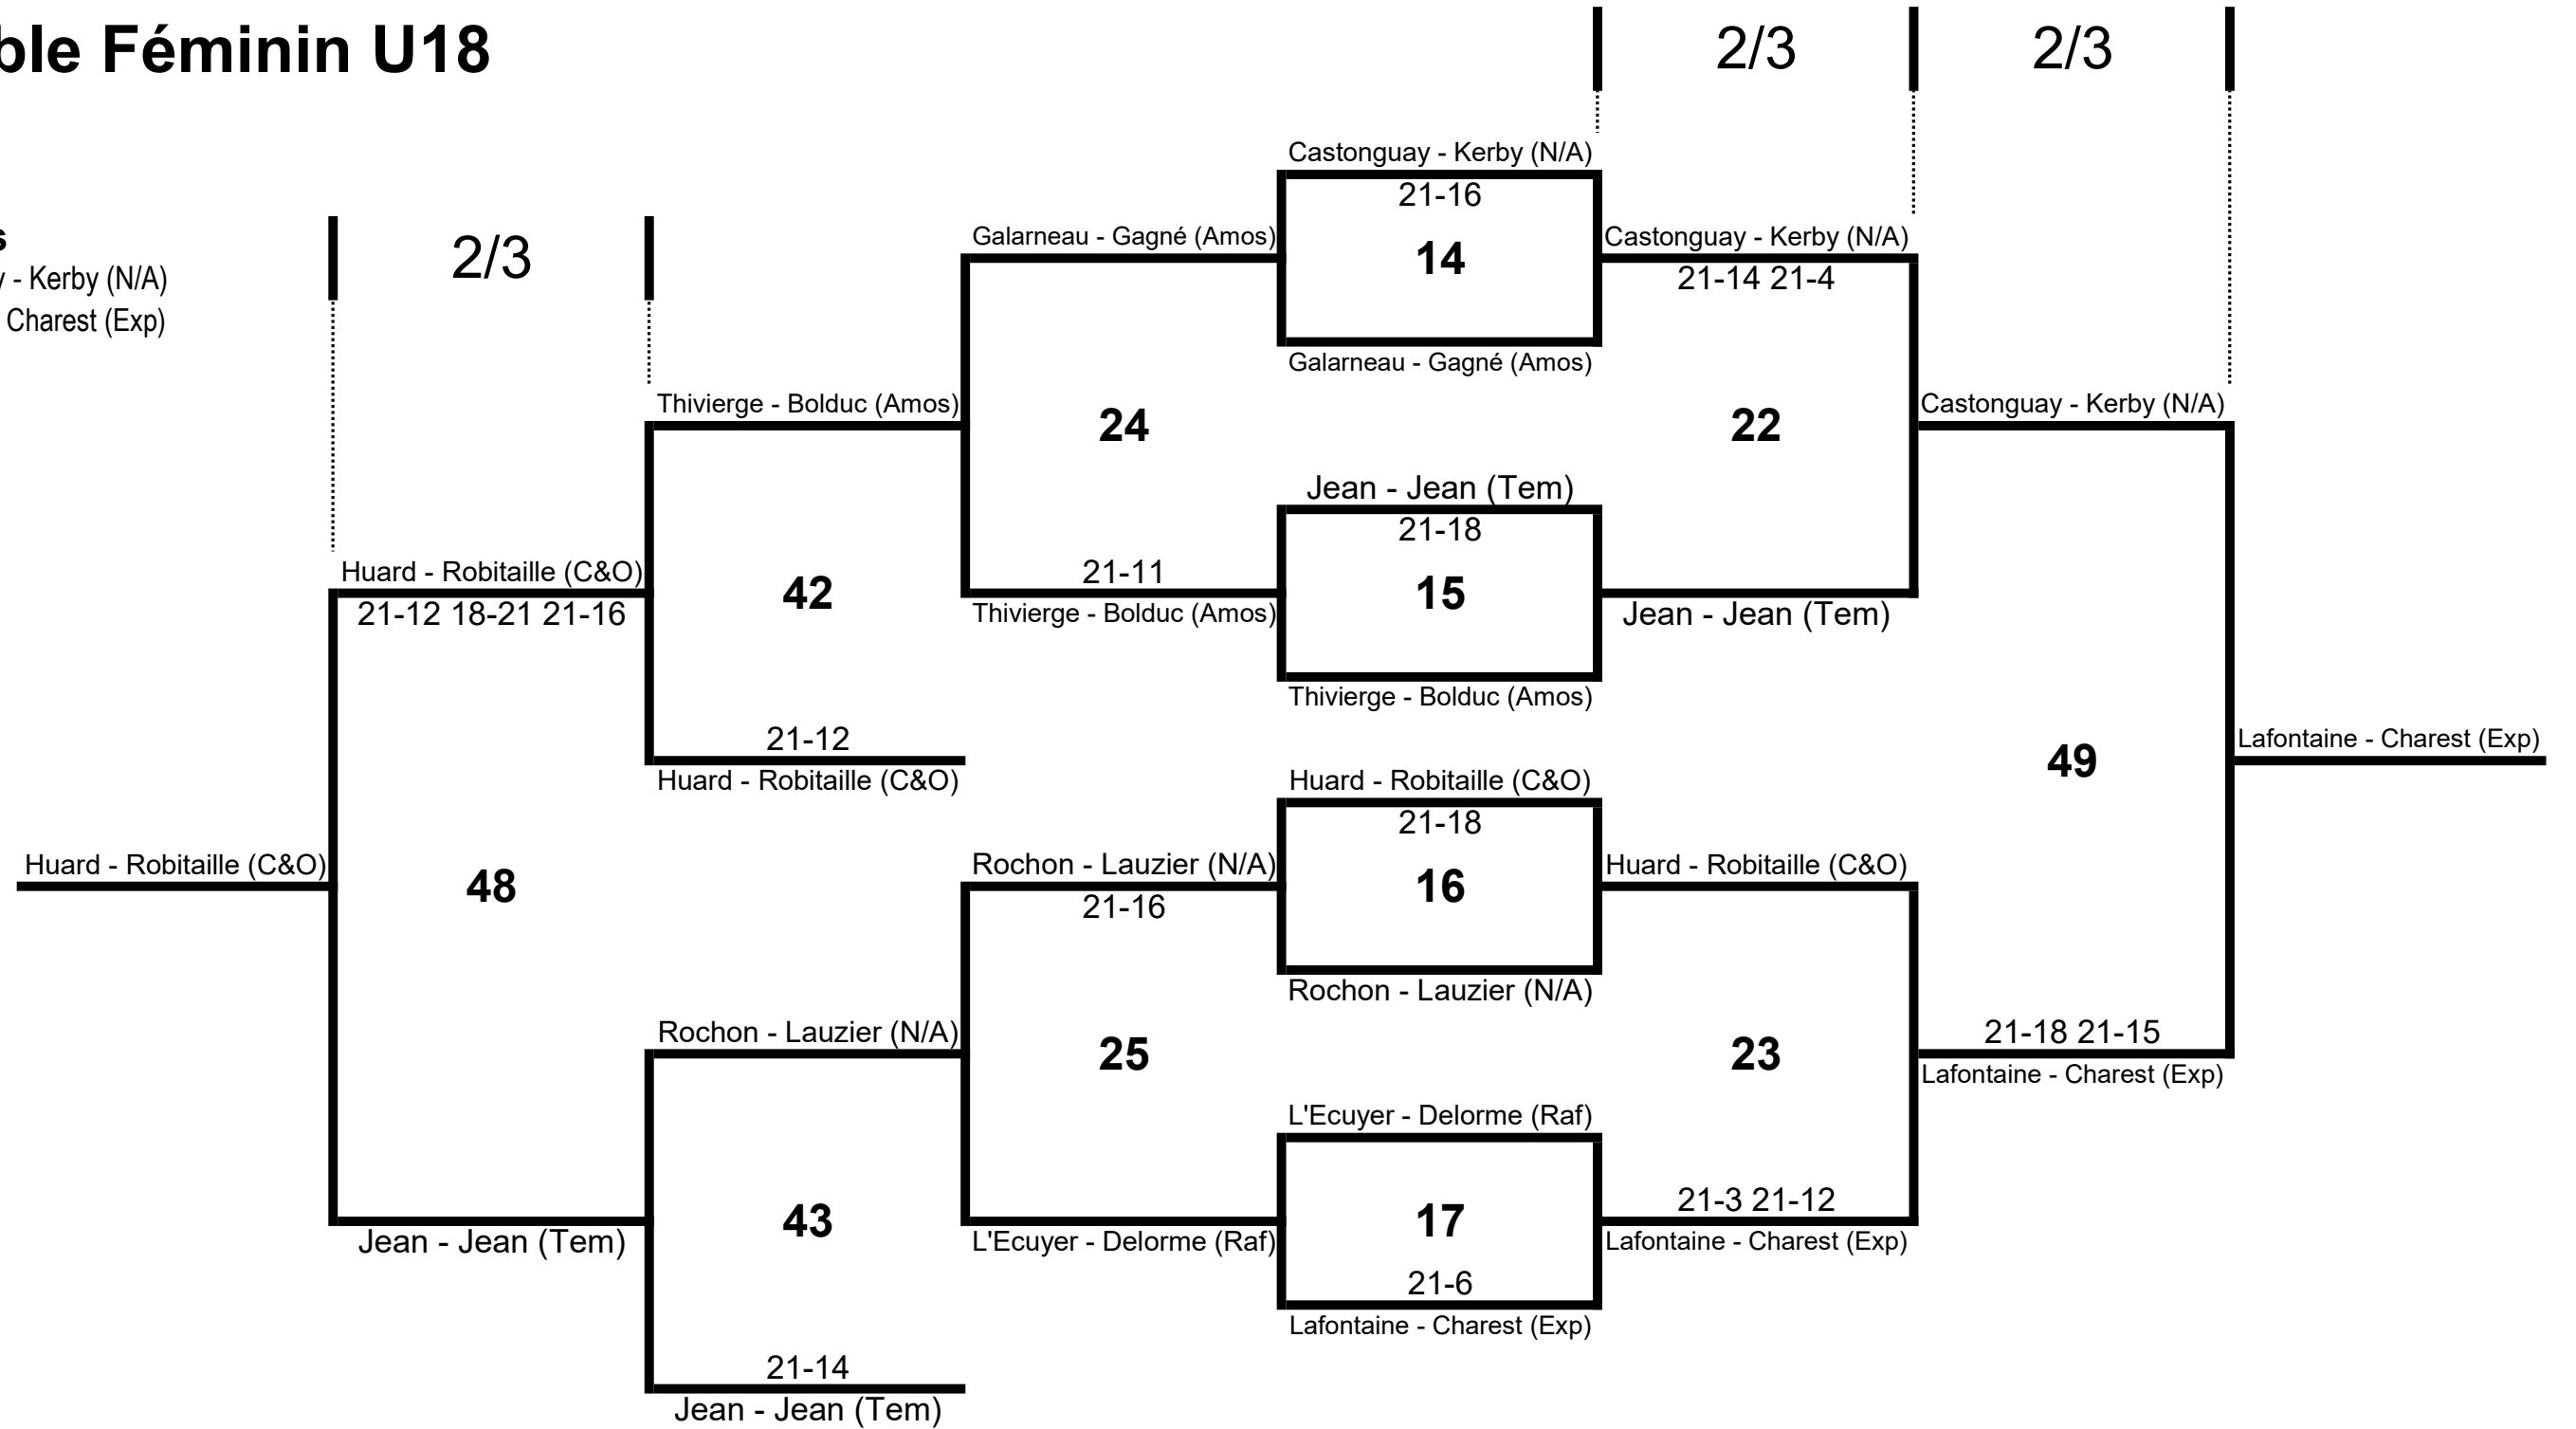 ble Féminin U18
2/3
2/3
Castonguay - Kerby (N/A)
21-16
s
Galarneau - Gagné (Amos)
14
Castonguay - Kerby (N/A)
2/3
y - Kerby (N/A)
21-14 21-4
Charest (Exp)
Galarneau - Gagné (Amos)
Thivierge - Bolduc (Amos)
24
22
Castonguay - Kerby (N/A)
Jean - Jean (Tem)
21-18
Huard - Robitaille (C&O)
21-11
42
15
21-12 18-21 21-16
Thivierge - Bolduc (Amos)
Jean - Jean (Tem)
Thivierge - Bolduc (Amos)
21-12
49
Lafontaine - Charest (Exp)
Huard - Robitaille (C&O)
Huard - Robitaille (C&O)
21-18
Huard - Robitaille (C&O)
48
Rochon - Lauzier (N/A)
16
Huard - Robitaille (C&O)
21-16
Rochon - Lauzier (N/A)
Rochon - Lauzier (N/A)
25
23
21-18 21-15
Lafontaine - Charest (Exp)
L'Ecuyer - Delorme (Raf)
43
17
21-3 21-12
Jean - Jean (Tem)
L'Ecuyer - Delorme (Raf)
Lafontaine - Charest (Exp)
21-6
Lafontaine - Charest (Exp)
21-14
Jean - Jean (Tem)